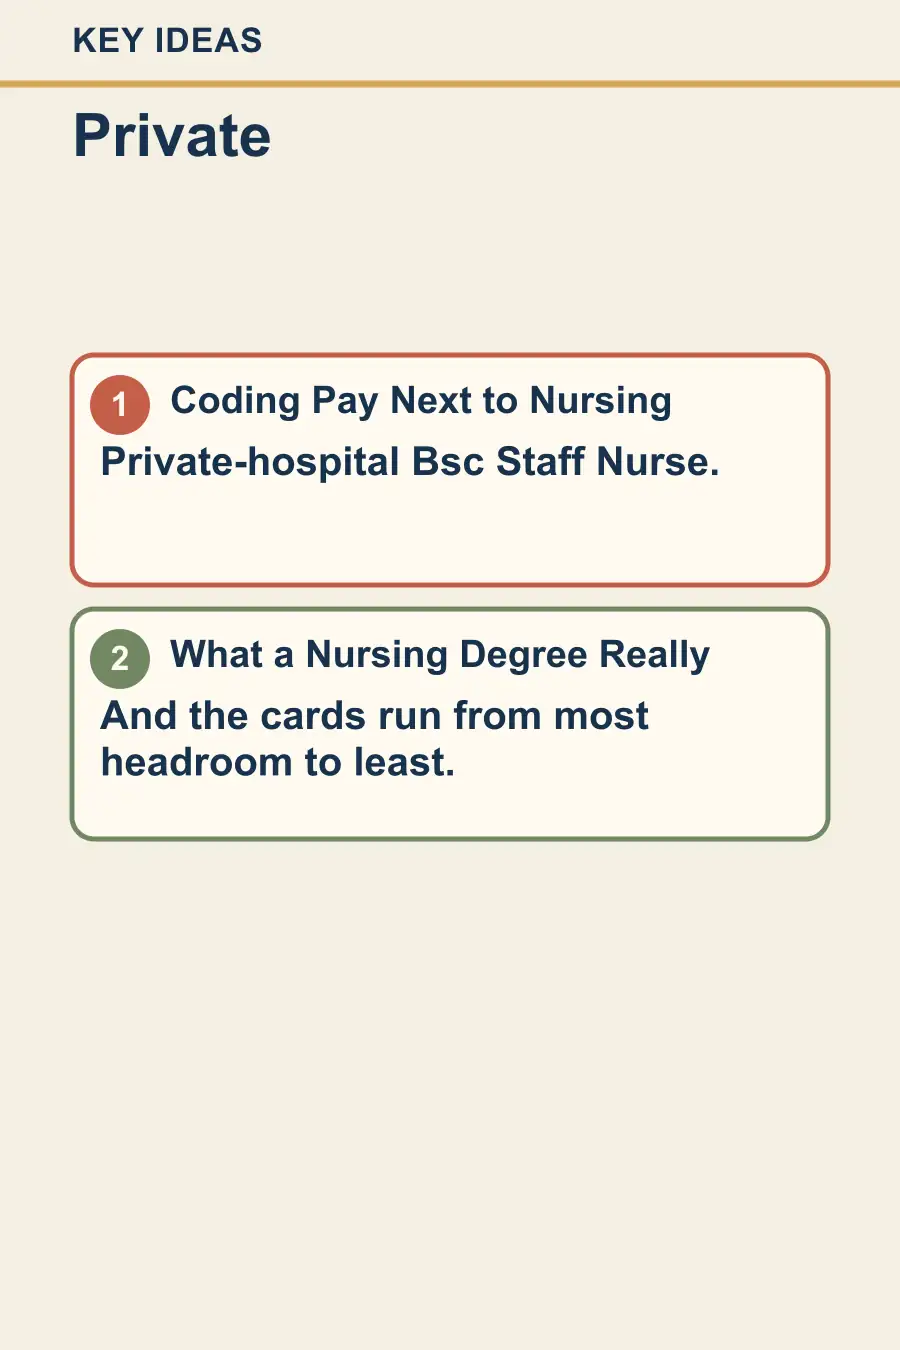 KEY IDEAS
Private
1
Coding Pay Next to Nursing
Private-hospital Bsc Staff Nurse.
2
What a Nursing Degree Really
And the cards run from most
headroom to least.